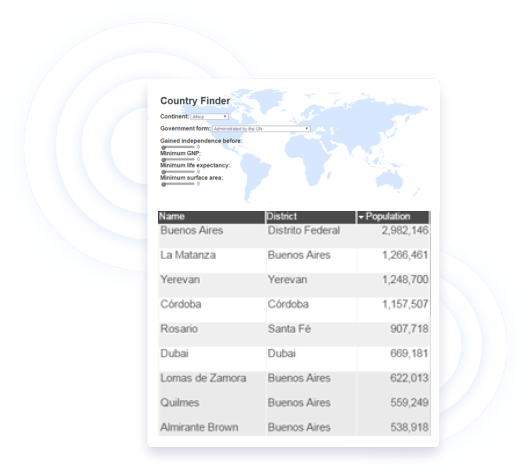 Country Finder
Continent: Africa
Government form: Administrated by the UN
Gained independence before:
0
Minimum GNP:
0
Minimum life expectancy:
0
Minimum surface area:
0
Name District Population
Buenos Aires Distrito Federal 2,982,146
La Matanza Buenos Aires 1,266,461
Yerevan Yerevan 1,248,700
Córdoba Córdoba 1,157,507
Rosario Santa Fé 907,718
Dubai Dubai 669,181
Lomas de Zamora Buenos Aires 622,013
Quilmes Buenos Aires 559,249
Almirante Brown Buenos Aires 538,918